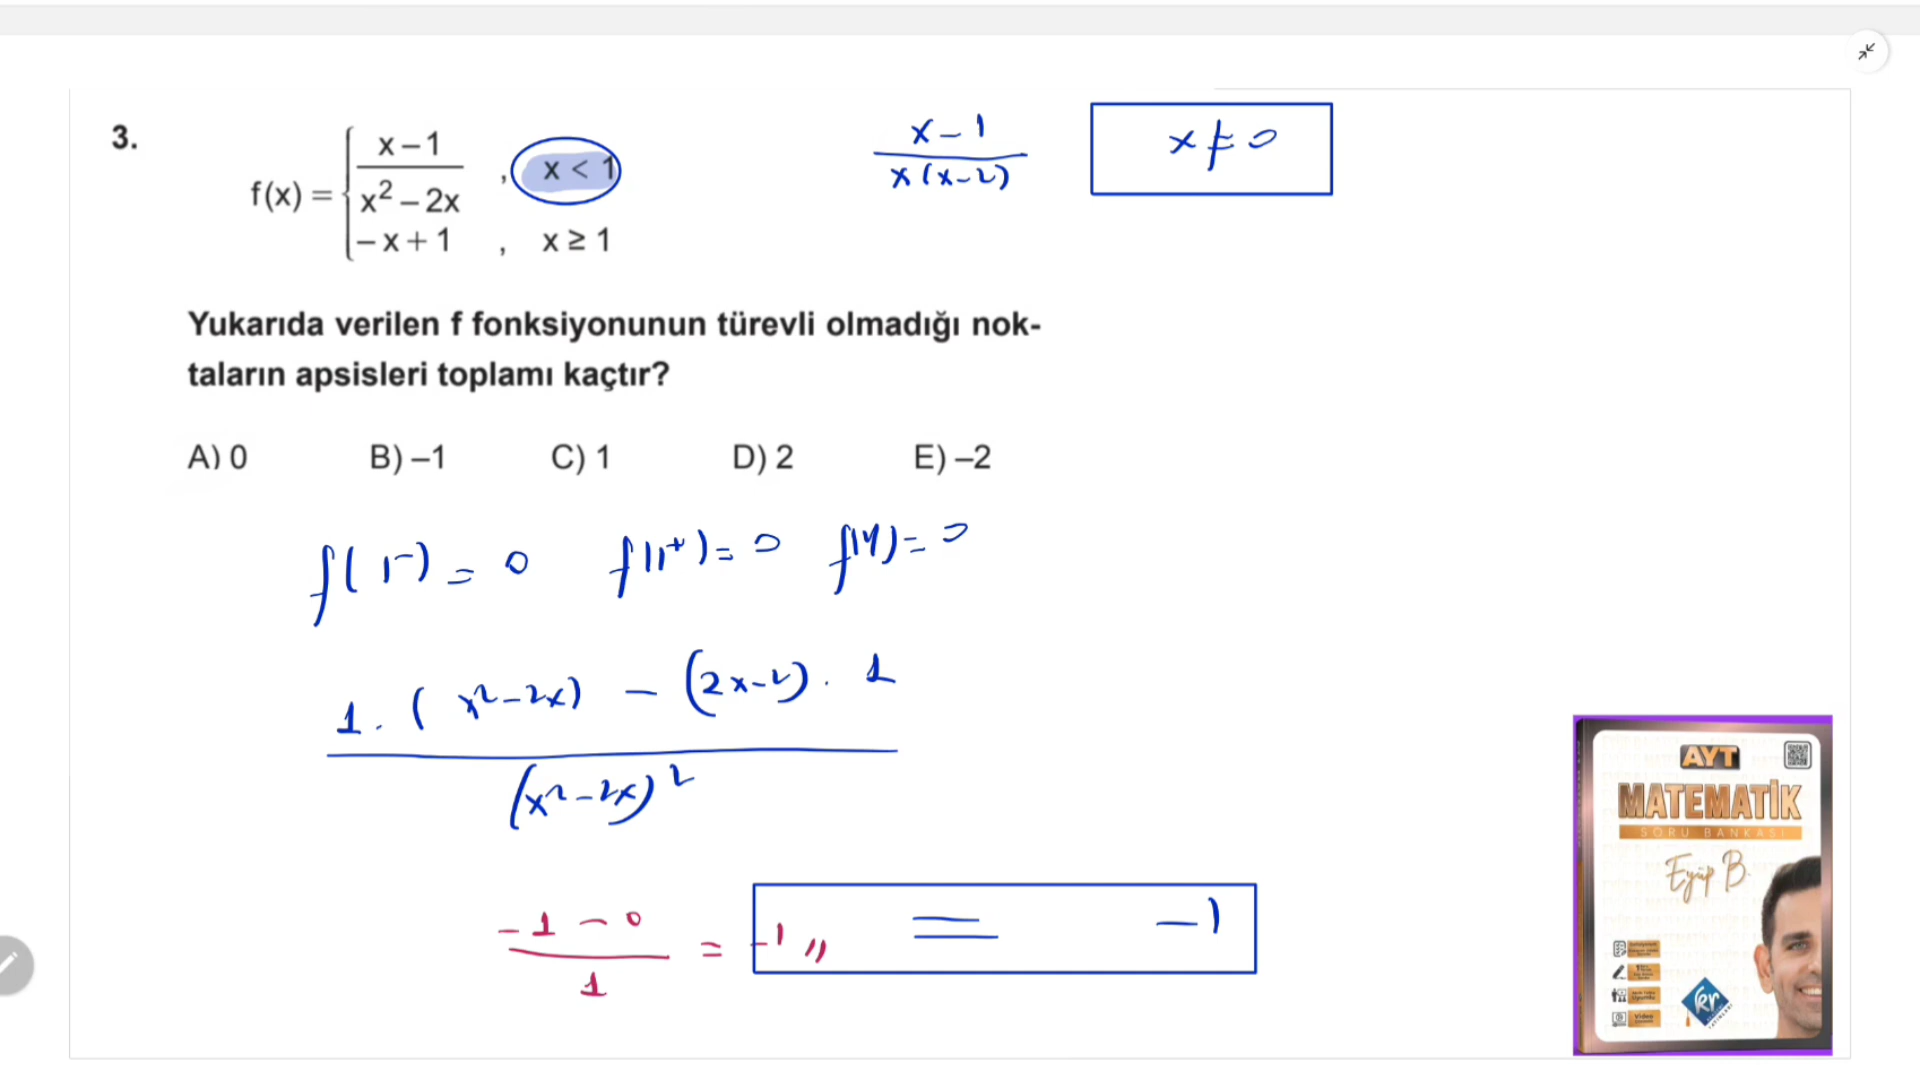 3.
f(x) = { (x – 1)/(x² – 2x) , x < 1
– x + 1 , x ≥ 1
(x – 1)/(x(x–2))
x ≠ 0
Yukarıda verilen f fonksiyonunun türevli olmadığı nok-
taların apsisleri toplamı kaçtır?
A) 0 B) –1 C) 1 D) 2 E) –2
f(1⁻) = 0 f(1⁺) = 0 f(1) = 0
1.(x²–2x) – (2x–2).1
(x²–2x)²
(–1 – 0)/1 = –1 = –1
AYT
MATEMATİK
SORU BANKASI
Eyüp B.
Video